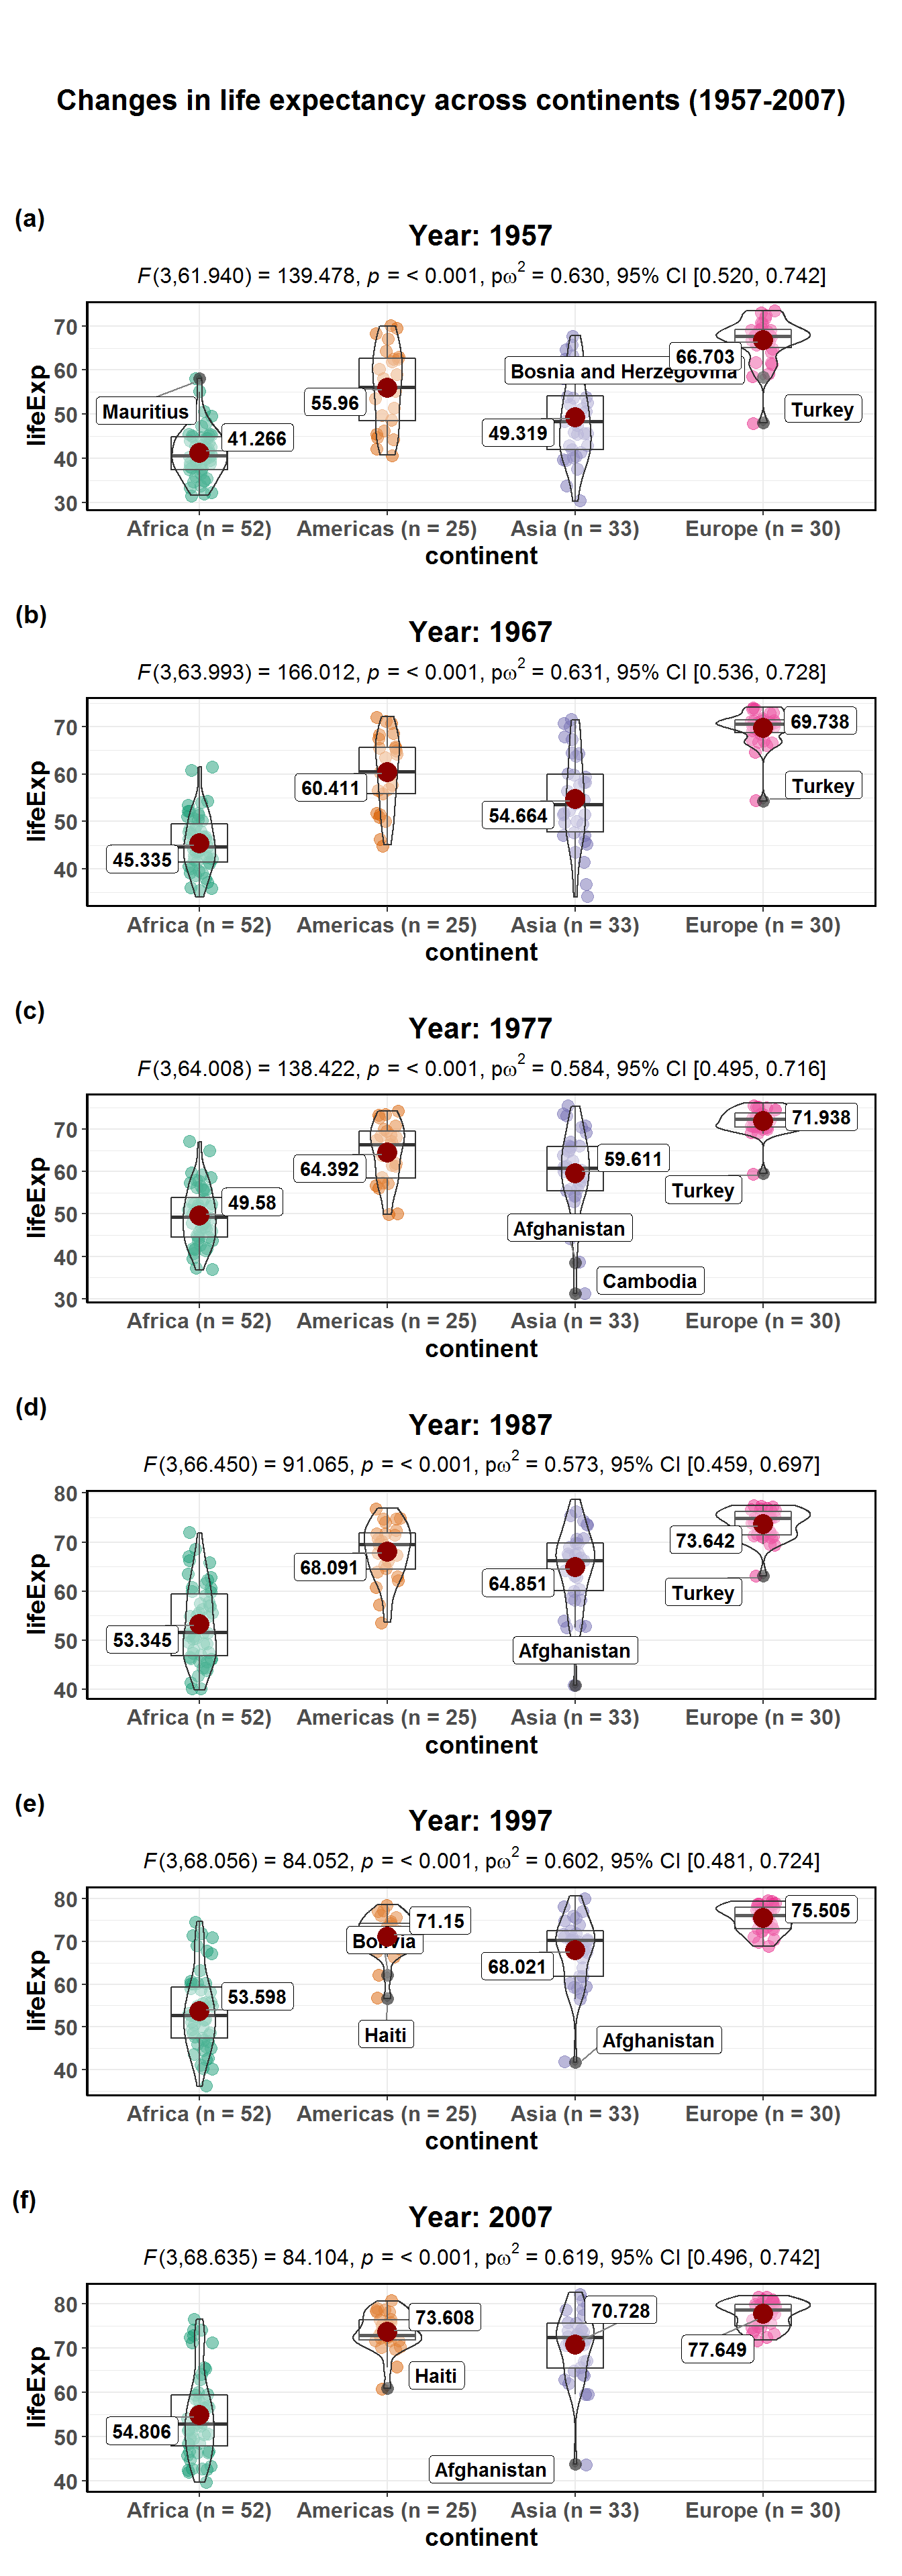 Changes in life expectancy across continents (1957-2007)
(a)
Year: 1957
F(3,61.940) = 139.478, p = < 0.001, pω² = 0.630, 95% CI [0.520, 0.742]
lifeExp
70
60
50
40
30
Mauritius
41.266
55.96
Bosnia and Herzegovina
49.319
66.703
Turkey
Africa (n = 52) Americas (n = 25) Asia (n = 33) Europe (n = 30)
continent
(b)
Year: 1967
F(3,63.993) = 166.012, p = < 0.001, pω² = 0.631, 95% CI [0.536, 0.728]
lifeExp
70
60
50
40
45.335
60.411
54.664
69.738
Turkey
Africa (n = 52) Americas (n = 25) Asia (n = 33) Europe (n = 30)
continent
(c)
Year: 1977
F(3,64.008) = 138.422, p = < 0.001, pω² = 0.584, 95% CI [0.495, 0.716]
lifeExp
70
60
50
40
30
49.58
64.392
59.611
Afghanistan
Cambodia
71.938
Turkey
Africa (n = 52) Americas (n = 25) Asia (n = 33) Europe (n = 30)
continent
(d)
Year: 1987
F(3,66.450) = 91.065, p = < 0.001, pω² = 0.573, 95% CI [0.459, 0.697]
lifeExp
80
70
60
50
40
53.345
68.091
64.851
Afghanistan
73.642
Turkey
Africa (n = 52) Americas (n = 25) Asia (n = 33) Europe (n = 30)
continent
(e)
Year: 1997
F(3,68.056) = 84.052, p = < 0.001, pω² = 0.602, 95% CI [0.481, 0.724]
lifeExp
80
70
60
50
40
53.598
71.15
Bolivia
Haiti
68.021
Afghanistan
75.505
Africa (n = 52) Americas (n = 25) Asia (n = 33) Europe (n = 30)
continent
(f)
Year: 2007
F(3,68.635) = 84.104, p = < 0.001, pω² = 0.619, 95% CI [0.496, 0.742]
lifeExp
80
70
60
50
40
54.806
73.608
Haiti
70.728
Afghanistan
77.649
Africa (n = 52) Americas (n = 25) Asia (n = 33) Europe (n = 30)
continent